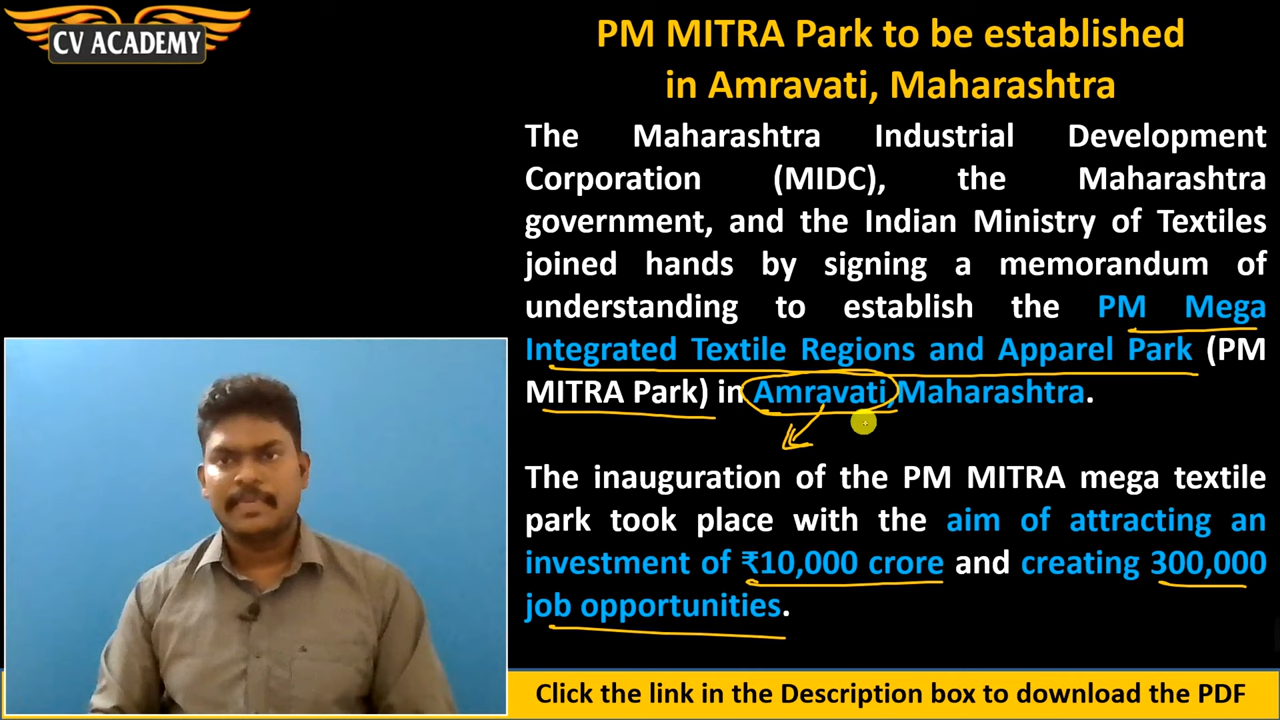 CV ACADEMY
PM MITRA Park to be established
in Amravati, Maharashtra
The Maharashtra Industrial Development
Corporation (MIDC), the Maharashtra
government, and the Indian Ministry of Textiles
joined hands by signing a memorandum of
understanding to establish the PM Mega
Integrated Textile Regions and Apparel Park (PM
MITRA Park) in Amravati,Maharashtra.
The inauguration of the PM MITRA mega textile
park took place with the aim of attracting an
investment of ₹10,000 crore and creating 300,000
job opportunities.
Click the link in the Description box to download the PDF